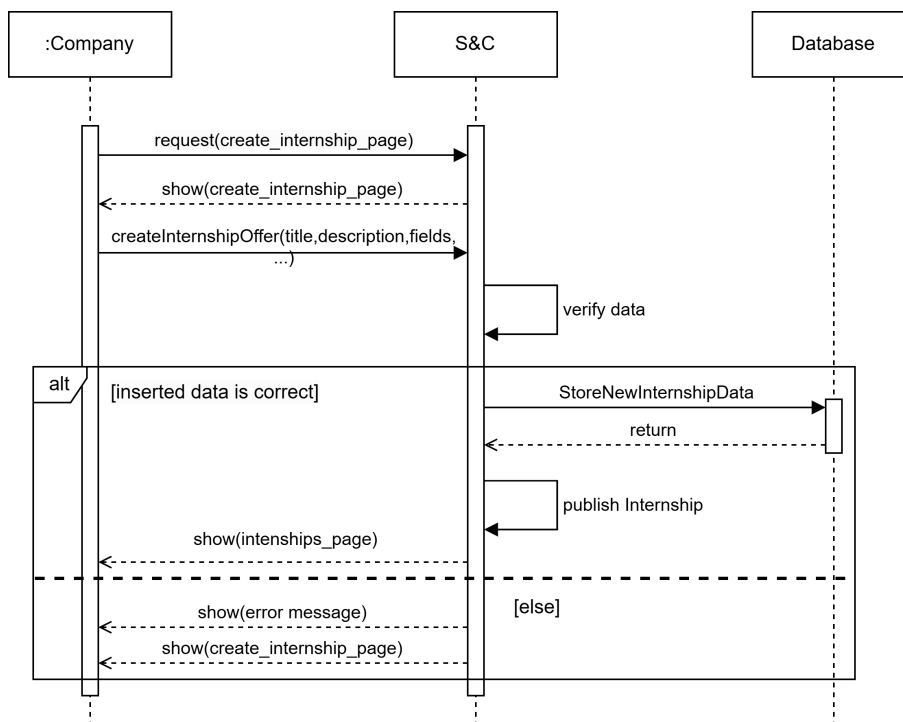 :Company
S&C
Database
request(create_internship_page)
show(create_internship_page)
createInternshipOffer(title,description,fields,
...)
verify data
alt
[inserted data is correct]
StoreNewInternshipData
return
publish Internship
show(intenships_page)
[else]
show(error message)
show(create_internship_page)